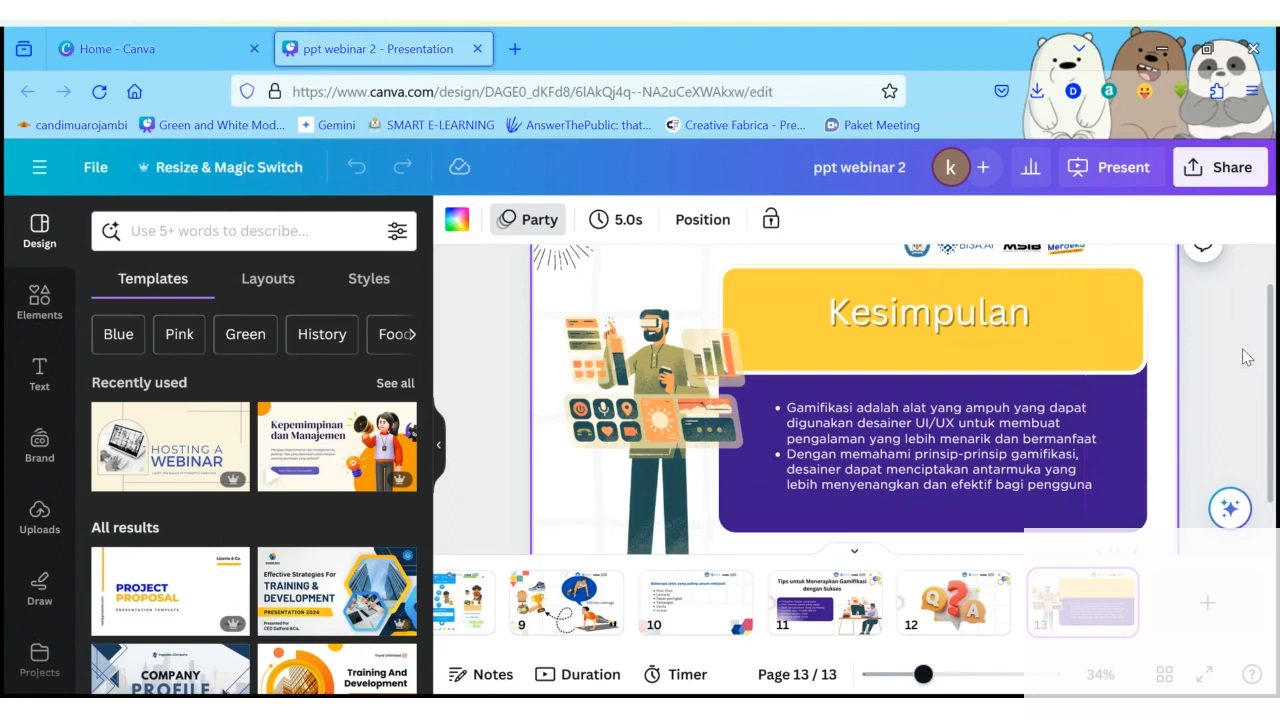 Home - Canva
ppt webinar 2 - Presentation
https://www.canva.com/design/DAGE0_dKFd8/6lAkQj4q--NA2uCeXWAkxw/edit
candimuarojambi
Green and White Mod...
Gemini
SMART E-LEARNING
AnswerThePublic: that...
Creative Fabrica - Pre...
Paket Meeting
File
Resize & Magic Switch
ppt webinar 2
k
Present
Share
Design
Elements
Text
Brand
Uploads
Draw
Projects
Use 5+ words to describe...
Templates
Layouts
Styles
Blue
Pink
Green
History
Food
Recently used
See all
HOSTING A
WEBINAR
Kepemimpinan
dan Manajemen
All results
PROJECT
PROPOSAL
PRESENTATION TEMPLATE
Effective Strategies For
TRAINING &
DEVELOPMENT
PRESENTATION 2024
COMPANY
PROFILE
Training And
Development
Party
5.0s
Position
BISA.AI
MSIB
Merdeka
Kesimpulan
Gamifikasi adalah alat yang ampuh yang dapat
digunakan desainer UI/UX untuk membuat
pengalaman yang lebih menarik dan bermanfaat
Dengan memahami prinsip-prinsip gamifikasi,
desainer dapat menciptakan antarmuka yang
lebih menyenangkan dan efektif bagi pengguna
9
10
Tips untuk Menerapkan Gamifikasi
dengan Sukses
11
Q?A
12
13
Notes
Duration
Timer
Page 13 / 13
34%